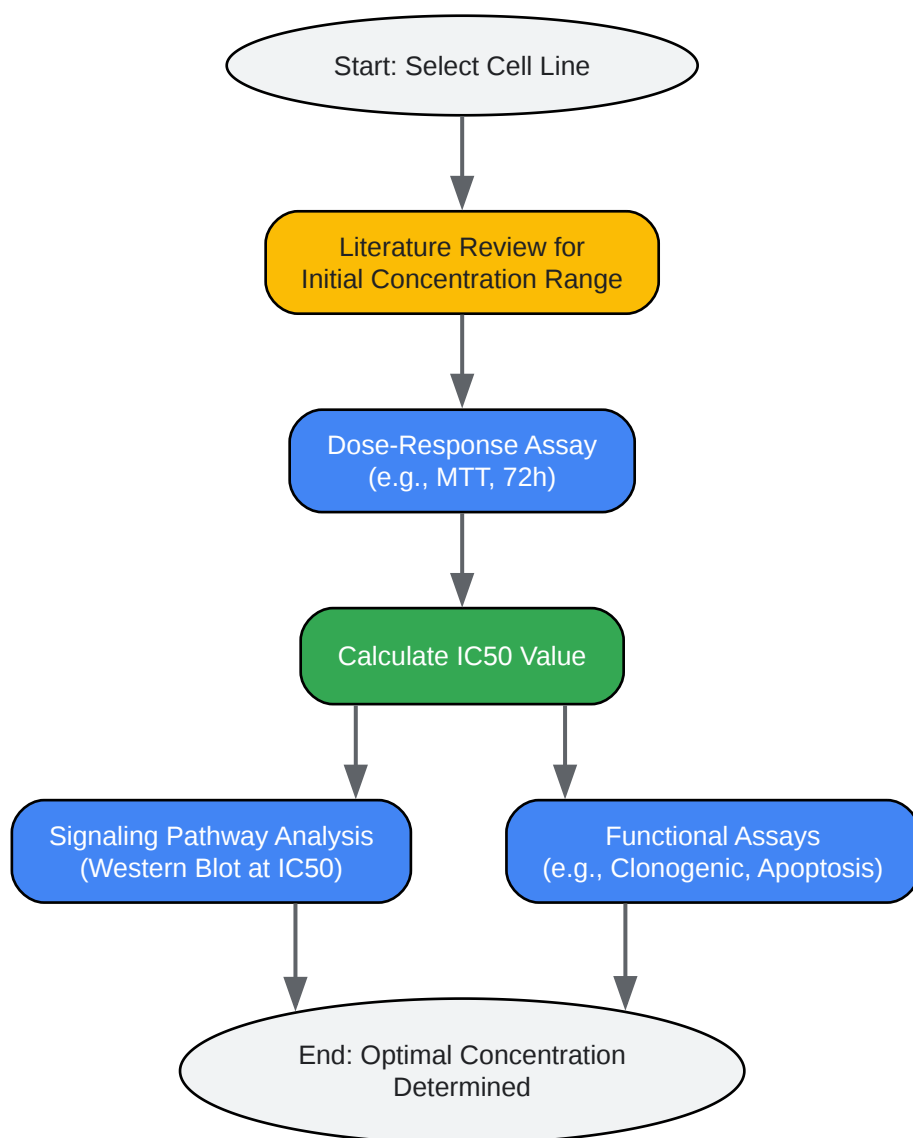 Start: Select Cell Line
Literature Review for
Initial Concentration Range
Dose-Response Assay
(e.g., MTT, 72h)
Calculate IC50 Value
Signaling Pathway Analysis
(Western Blot at IC50)
Functional Assays
(e.g., Clonogenic, Apoptosis)
End: Optimal Concentration
Determined